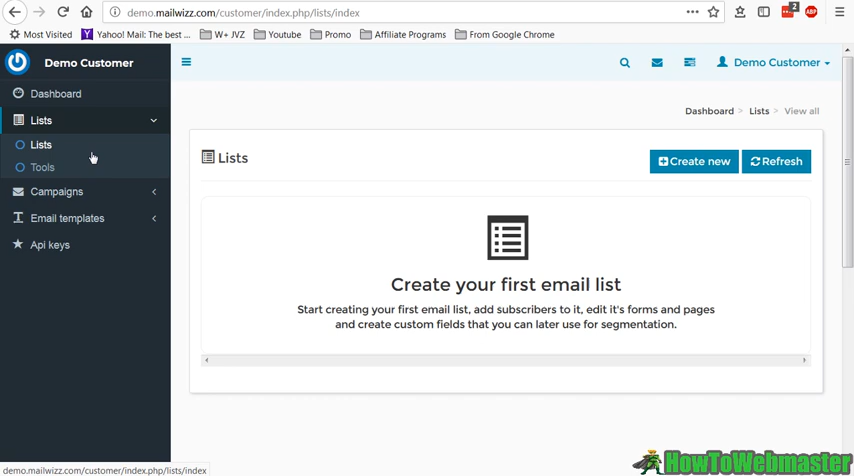 demo.mailwizz.com/customer/index.php/lists/index
2
ABP
Most Visited
Yahoo! Mail: The best ...
W+ JVZ
Youtube
Promo
Affiliate Programs
From Google Chrome
Demo Customer
Demo Customer
Dashboard
Lists
Lists
Tools
Campaigns
Email templates
Api keys
Dashboard > Lists > View all
Lists
Create new
Refresh
Create your first email list
Start creating your first email list, add subscribers to it, edit it's forms and pages
and create custom fields that you can later use for segmentation.
demo.mailwizz.com/customer/index.php/lists/index
HowToWebmaster